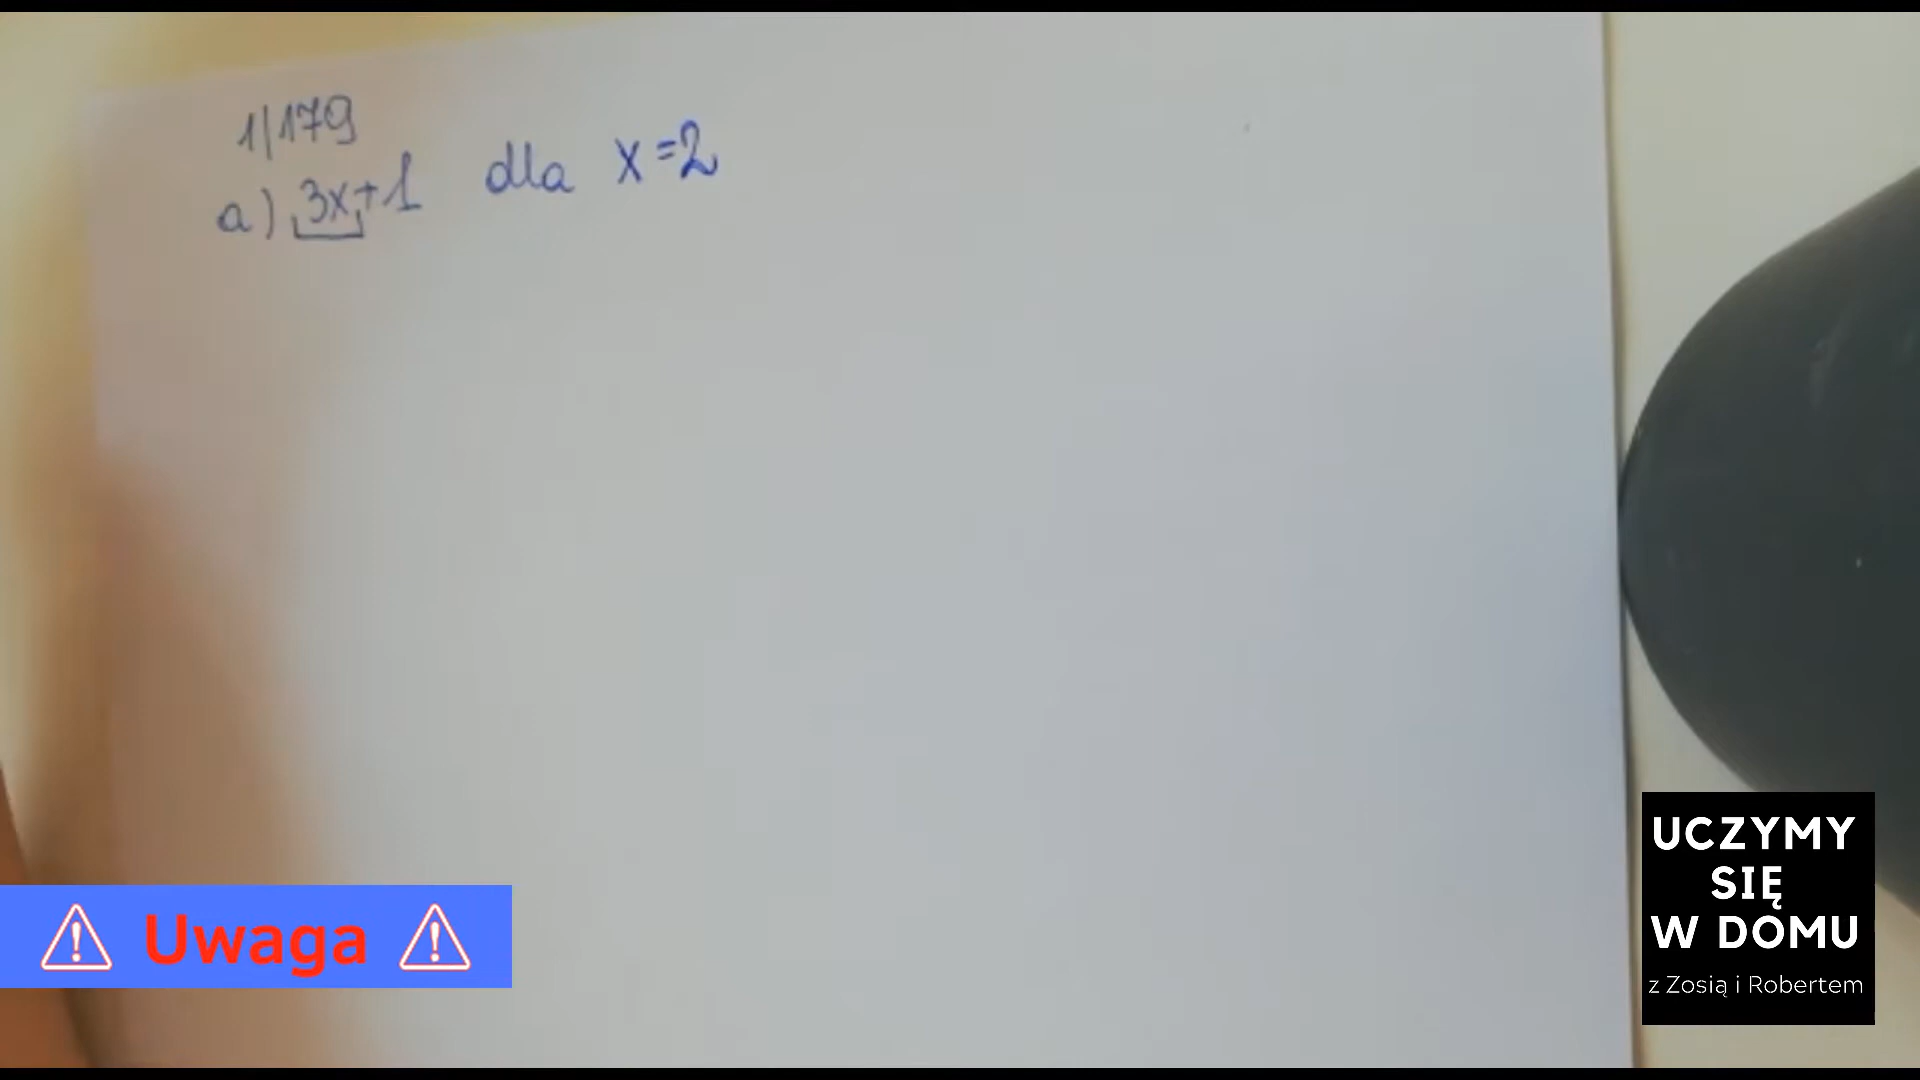 1/179
a) 3x+1 dla x=2
Uwaga
UCZYMY
SIĘ
W DOMU
z Zosią i Robertem